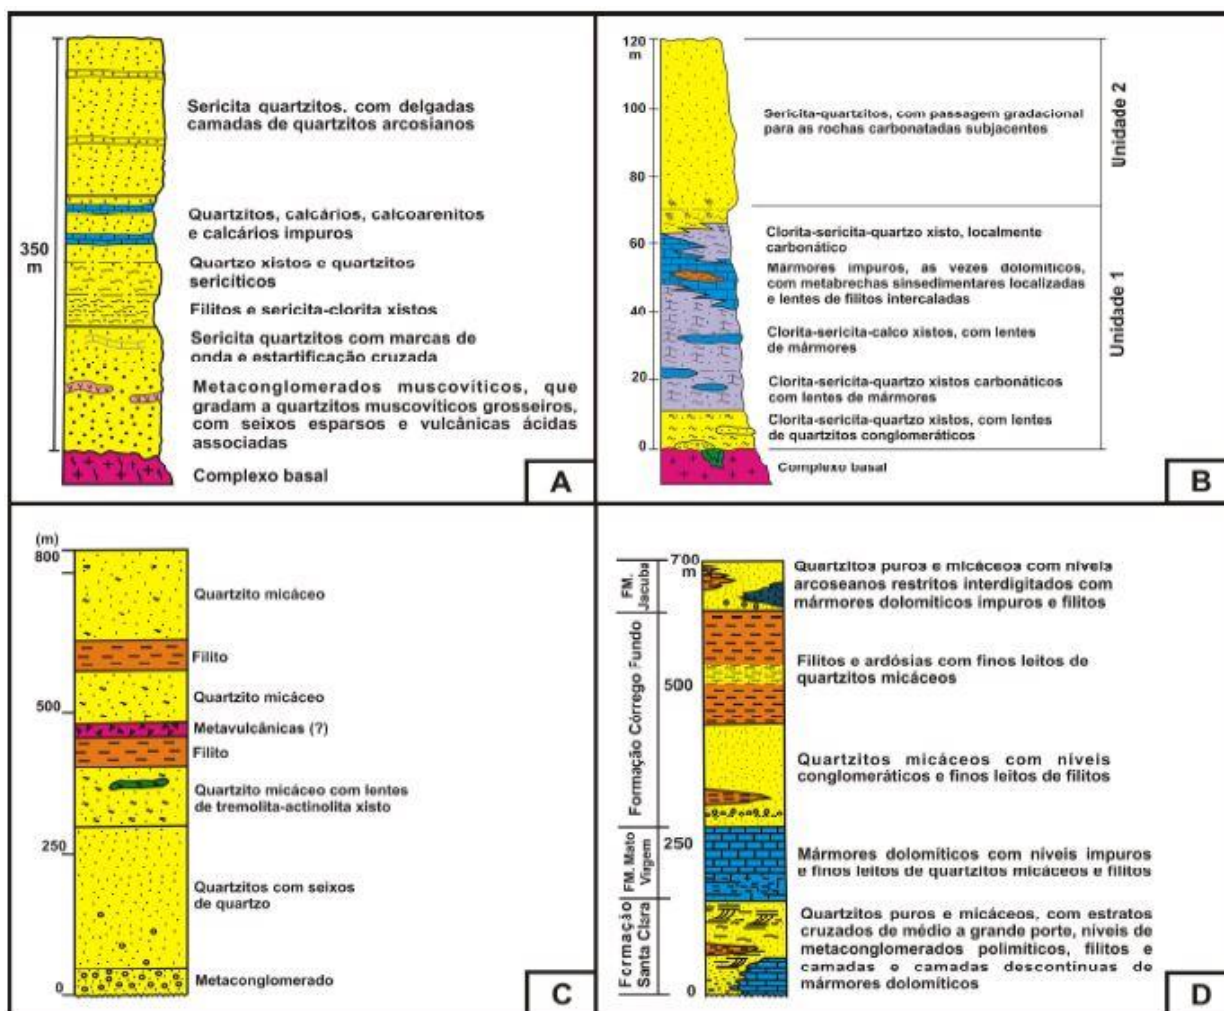 350
m
Sericita quartzitos, com delgadas
camadas de quartzitos arcosianos
Quartzitos, calcários, calcoarenitos
e calcários impuros
Quartzo xistos e quartzitos
sericíticos
Filitos e sericita-clorita xistos
Sericita quartzitos com marcas de
onda e estartificação cruzada
Metaconglomerados muscovíticos, que
gradam a quartzitos muscovíticos grosseiros,
com seixos esparsos e vulcânicas ácidas
associadas
Complexo basal
A
120
m
100
80
60
40
20
0
Sericita-quartzitos, com passagem gradacional
para as rochas carbonatadas subjacentes
Clorita-sericita-quartzo xisto, localmente
carbonático
Mármores impuros, as vezes dolomíticos,
com metabrechas sinsedimentares localizadas
e lentes de filitos intercaladas
Clorita-sericita-calco xistos, com lentes
de mármores
Clorita-sericita-quartzo xistos carbonáticos
com lentes de mármores
Clorita-sericita-quartzo xistos, com lentes
de quartzitos conglomeráticos
Complexo basal
Unidade 2
Unidade 1
B
(m)
800
500
250
0
Quartzito micáceo
Filito
Quartzito micáceo
Metavulcânicas (?)
Filito
Quartzito micáceo com lentes
de tremolita-actinolita xisto
Quartzitos com seixos
de quartzo
Metaconglomerado
C
FM.
Jacuba
Formação Córrego Fundo
FM. Mato
Virgem
Formação
Santa Clara
700
m
500
250
0
Quartzitos puros e micáceos com níveis
arcoseanos restritos interdigitados com
mármores dolomíticos impuros e filitos
Filitos e ardósias com finos leitos de
quartzitos micáceos
Quartzitos micáceos com níveis
conglomeráticos e finos leitos de filitos
Mármores dolomíticos com níveis impuros
e finos leitos de quartzitos micáceos e filitos
Quartzitos puros e micáceos, com estratos
cruzados de médio a grande porte, níveis de
metaconglomerados polimíticos, filitos e
camadas e camadas descontínuas de
mármores dolomíticos
D